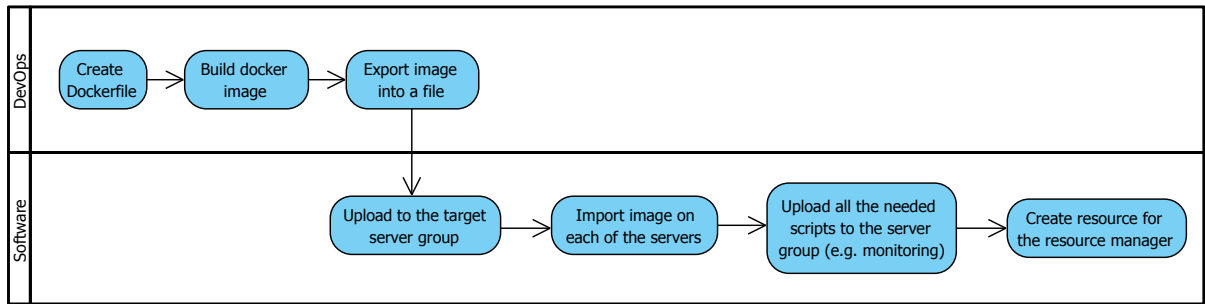 DevOps
Create
Dockerfile
Build docker
image
Export image
into a file
Software
Upload to the target
server group
Import image on
each of the servers
Upload all the needed
scripts to the server
group (e.g. monitoring)
Create resource for
the resource manager